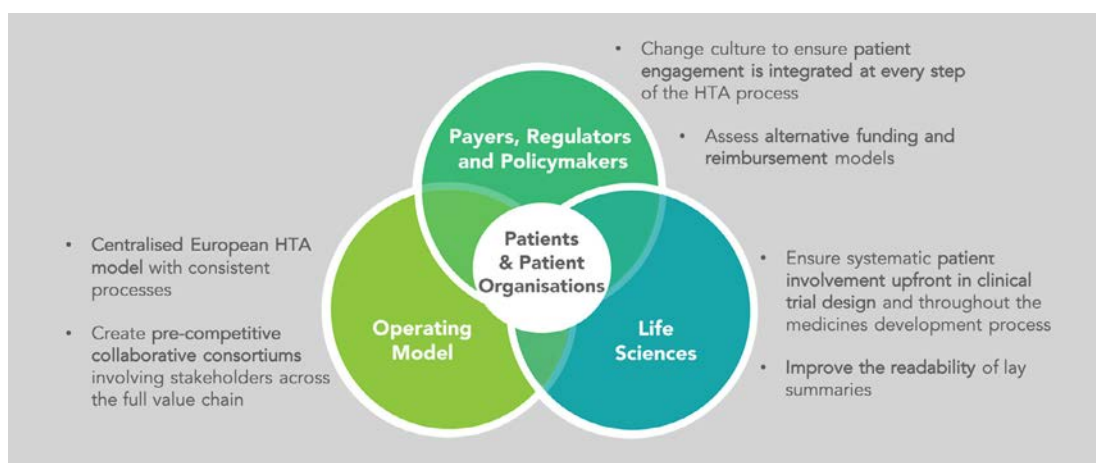 • Change culture to ensure patient
engagement is integrated at every step
of the HTA process
• Assess alternative funding and
reimbursement models
Payers, Regulators
and Policymakers
Patients
& Patient
Organisations
• Centralised European HTA
model with consistent
processes
• Create pre-competitive
collaborative consortiums
involving stakeholders across
the full value chain
Operating
Model
Life
Sciences
• Ensure systematic patient
involvement upfront in clinical
trial design and throughout the
medicines development process
• Improve the readability of lay
summaries